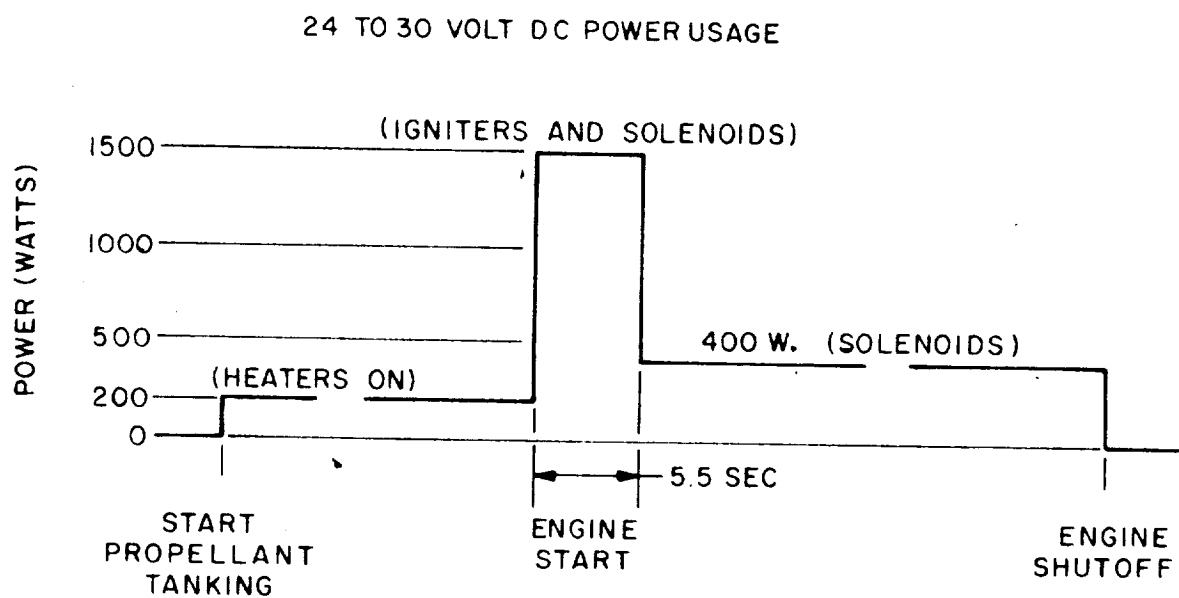 24 TO 30 VOLT DC POWER USAGE
(IGNITERS AND SOLENOIDS)
POWER (WATTS)
1500
1000
500
200
0
(HEATERS ON)
400 W. (SOLENOIDS)
5.5 SEC
START
PROPELLANT
TANKING
ENGINE
START
ENGINE
SHUTOFF